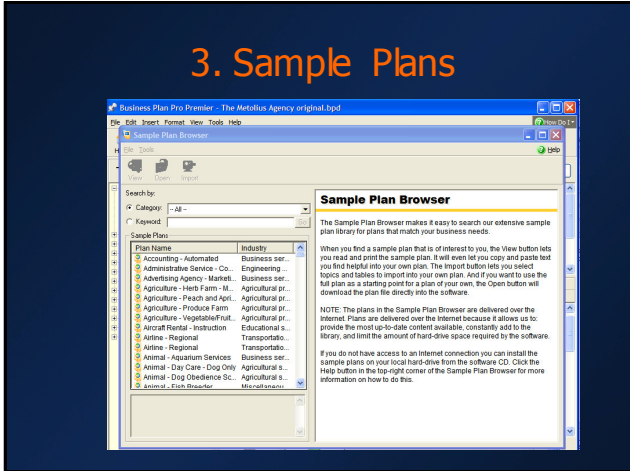 3. Sample Plans
Business Plan Pro Premier - The Metolius Agency original.bpd
File Edit Insert Format View Tools Help
How Do I
Sample Plan Browser
File Tools
Help
View Open Import
Search by:
Category: -- All --
Keyword: Go
Sample Plans
Plan Name Industry
Accounting - Automated Business ser...
Administrative Service - Co... Engineering ...
Advertising Agency - Marketi... Business ser...
Agriculture - Herb Farm - M... Agricultural pr...
Agriculture - Peach and Apri... Agricultural pr...
Agriculture - Produce Farm Agricultural pr...
Agriculture - Vegetable/Fruit... Agricultural pr...
Aircraft Rental - Instruction Educational s...
Airline - Regional Transportatio...
Airline - Regional Transportatio...
Animal - Aquarium Services Business ser...
Animal - Day Care - Dog Only Agricultural s...
Animal - Dog Obedience Sc... Agricultural s...
Animal - Fish Breeder Miscellaneou
Sample Plan Browser
The Sample Plan Browser makes it easy to search our extensive sample
plan library for plans that match your business needs.
When you find a sample plan that is of interest to you, the View button lets
you read and print the sample plan. It will even let you copy and paste text
you find helpful into your own plan. The Import button lets you select
topics and tables to import into your own plan. And if you want to use the
full plan as a starting point for a plan of your own, the Open button will
download the plan file directly into the software.
NOTE: The plans in the Sample Plan Browser are delivered over the
Internet. Plans are delivered over the Internet because it allows us to:
provide the most up-to-date content available, constantly add to the
library, and limit the amount of hard-drive space required by the software.
If you do not have access to an Internet connection you can install the
sample plans on your local hard-drive from the software CD. Click the
Help button in the top-right corner of the Sample Plan Browser for more
information on how to do this.